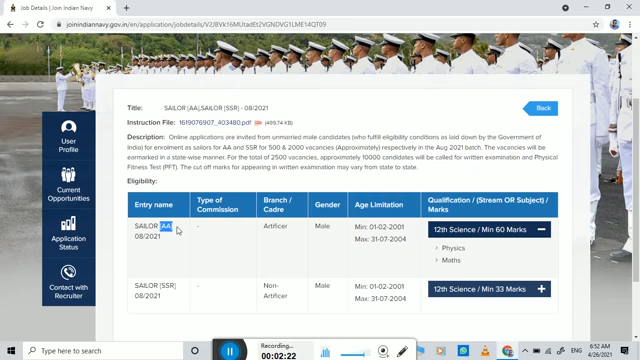 Job Details | Join Indian Navy
joinindiannavy.gov.in/en/application/jobdetails/V2JBVk16MUtadEt2VGNDVG1LME14QT09
Title: SAILOR [AA],SAILOR [SSR] - 08/2021
Back
Instruction File: 1619076907_403480.pdf (499.74 KB)
Description: Online applications are invited from unmarried male candidates (who fulfill eligibility conditions as laid down by the Government of
India) for enrolment as sailors for AA and SSR for 500 & 2000 vacancies (Approximately) respectively in the Aug 2021 batch. The vacancies will be
earmarked in a state-wise manner. For the total of 2500 vacancies, approximately 10000 candidates will be called for written examination and Physical
Fitness Test (PFT). The cut off marks for appearing in written examination may vary from state to state.
Eligibility:
User
Profile
Current
Opportunities
Application
Status
Contact with
Recruiter
Entry name
Type of
Commission
Branch /
Cadre
Gender
Age Limitation
Qualification / (Stream OR Subject) /
Marks
SAILOR [AA]
08/2021
-
Artificer
Male
Min: 01-02-2001
Max: 31-07-2004
12th Science / Min 60 Marks
Physics
Maths
SAILOR [SSR]
08/2021
-
Non-
Artificer
Male
Min: 01-02-2001
Max: 31-07-2004
12th Science / Min 33 Marks
Type here to search
Recording...
00:02:22
ENG
6:52 AM
4/26/2021